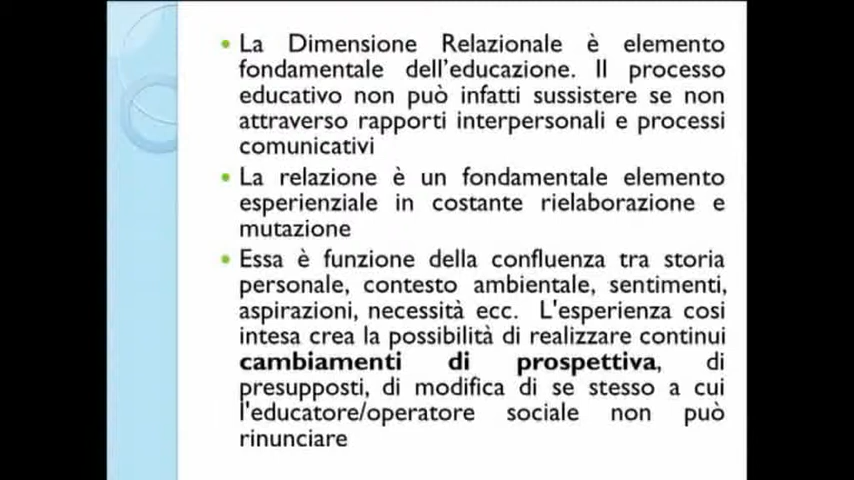 La Dimensione Relazionale è elemento
fondamentale dell'educazione. Il processo
educativo non può infatti sussistere se non
attraverso rapporti interpersonali e processi
comunicativi
La relazione è un fondamentale elemento
esperienziale in costante rielaborazione e
mutazione
Essa è funzione della confluenza tra storia
personale, contesto ambientale, sentimenti,
aspirazioni, necessità ecc. L'esperienza cosi
intesa crea la possibilità di realizzare continui
cambiamenti di prospettiva, di
presupposti, di modifica di se stesso a cui
l'educatore/operatore sociale non può
rinunciare